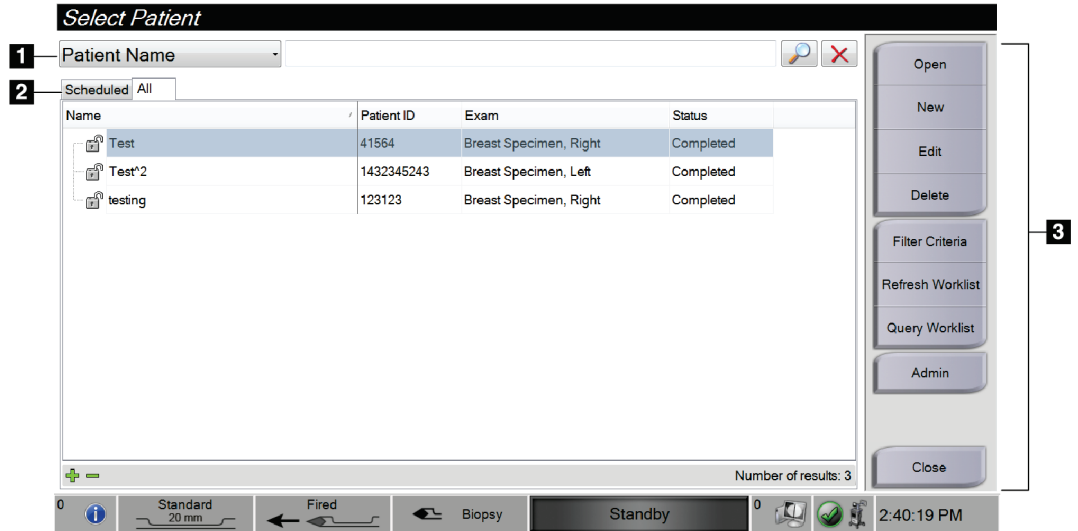 Select Patient
1 Patient Name
2 Scheduled All
Name Patient ID Exam Status
Test 41564 Breast Specimen, Right Completed
Test^2 1432345243 Breast Specimen, Left Completed
testing 123123 Breast Specimen, Right Completed
Number of results: 3
Open
New
Edit
Delete
3
Filter Criteria
Refresh Worklist
Query Worklist
Admin
Close
0 i Standard 20 mm Fired Biopsy Standby 0 2:40:19 PM